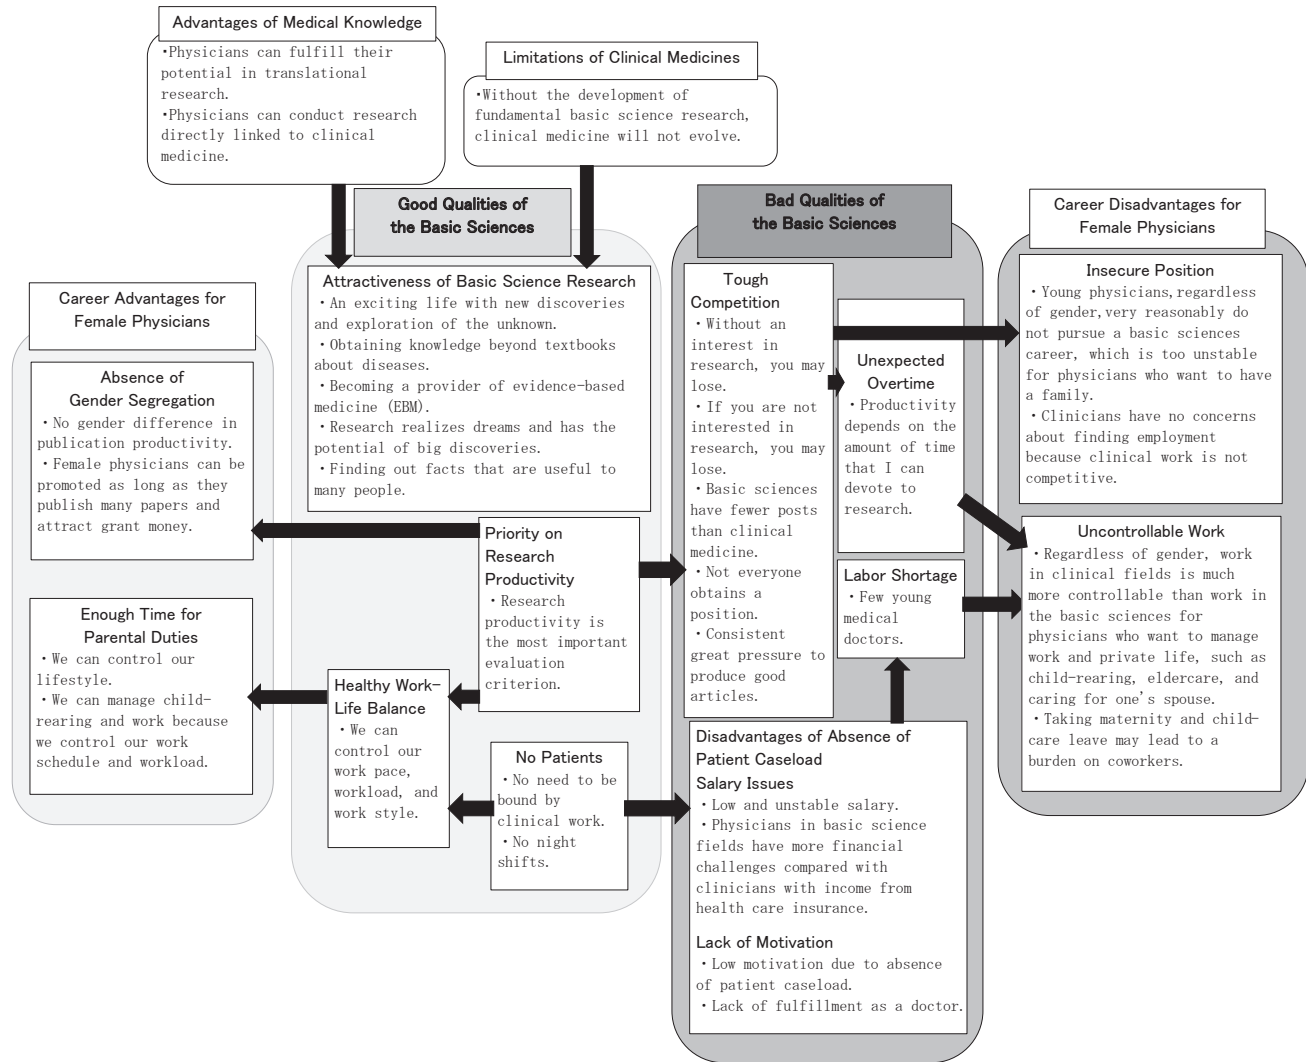 Advantages of Medical Knowledge
・Physicians can fulfill their
potential in translational
research.
・Physicians can conduct research
directly linked to clinical
medicine.
Limitations of Clinical Medicines
・Without the development of
fundamental basic science research,
clinical medicine will not evolve.
Good Qualities of
the Basic Sciences
Attractiveness of Basic Science Research
・An exciting life with new discoveries
and exploration of the unknown.
・Obtaining knowledge beyond textbooks
about diseases.
・Becoming a provider of evidence-based
medicine (EBM).
・Research realizes dreams and has the
potential of big discoveries.
・Finding out facts that are useful to
many people.
Priority on
Research
Productivity
・Research
productivity is
the most important
evaluation
criterion.
Healthy Work-
Life Balance
・We can
control our
work pace,
workload, and
work style.
No Patients
・No need to be
bound by
clinical work.
・No night
shifts.
Career Advantages for
Female Physicians
Absence of
Gender Segregation
・No gender difference in
publication productivity.
・Female physicians can be
promoted as long as they
publish many papers and
attract grant money.
Enough Time for
Parental Duties
・We can control our
lifestyle.
・We can manage child-
rearing and work because
we control our work
schedule and workload.
Bad Qualities of
the Basic Sciences
Tough
Competition
・Without an
interest in
research, you may
lose.
・If you are not
interested in
research, you may
lose.
・Basic sciences
have fewer posts
than clinical
medicine.
・Not everyone
obtains a
position.
・Consistent
great pressure to
produce good
articles.
Unexpected
Overtime
・Productivity
depends on the
amount of time
that I can
devote to
research.
Labor Shortage
・Few young
medical
doctors.
Disadvantages of Absence of
Patient Caseload
Salary Issues
・Low and unstable salary.
・Physicians in basic science
fields have more financial
challenges compared with
clinicians with income from
health care insurance.
Lack of Motivation
・Low motivation due to absence
of patient caseload.
・Lack of fulfillment as a doctor.
Career Disadvantages for
Female Physicians
Insecure Position
・Young physicians, regardless
of gender, very reasonably do
not pursue a basic sciences
career, which is too unstable
for physicians who want to have
a family.
・Clinicians have no concerns
about finding employment
because clinical work is not
competitive.
Uncontrollable Work
・Regardless of gender, work
in clinical fields is much
more controllable than work in
the basic sciences for
physicians who want to manage
work and private life, such as
child-rearing, eldercare, and
caring for one's spouse.
・Taking maternity and child-
care leave may lead to a
burden on coworkers.